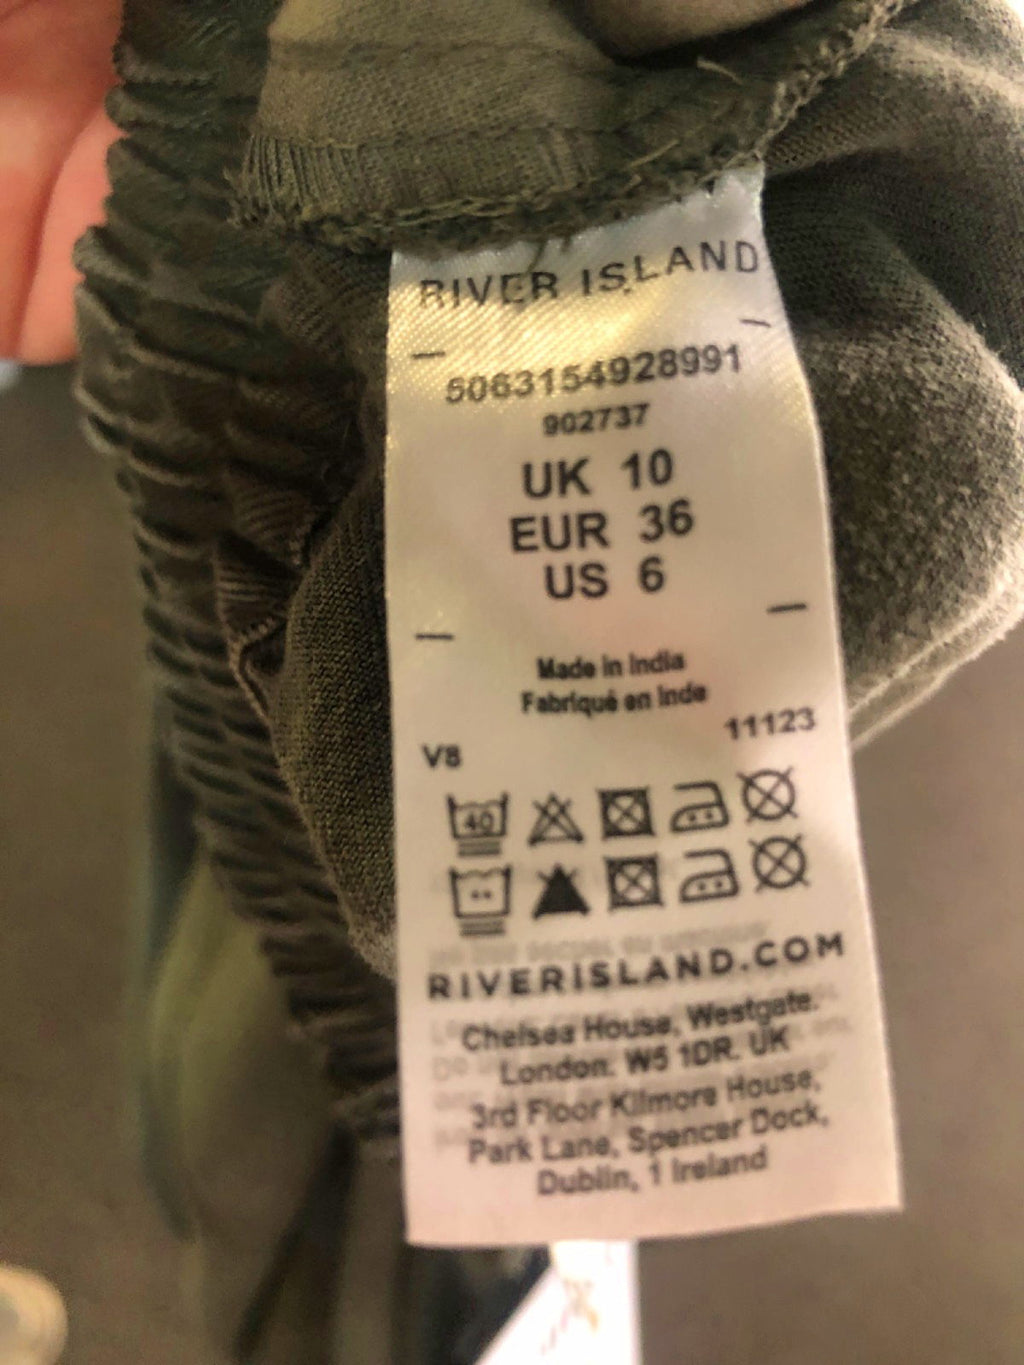 RIVER ISLAND
5063154928991
902737
UK 10
EUR 36
US 6
Made in India
Fabriqué en Inde
11123
V8
40
RIVERISLAND.COM
Chelsea House, Westgate.
London. W5 1DR. UK
3rd Floor Kilmore House,
Park Lane, Spencer Dock,
Dublin, 1 Ireland